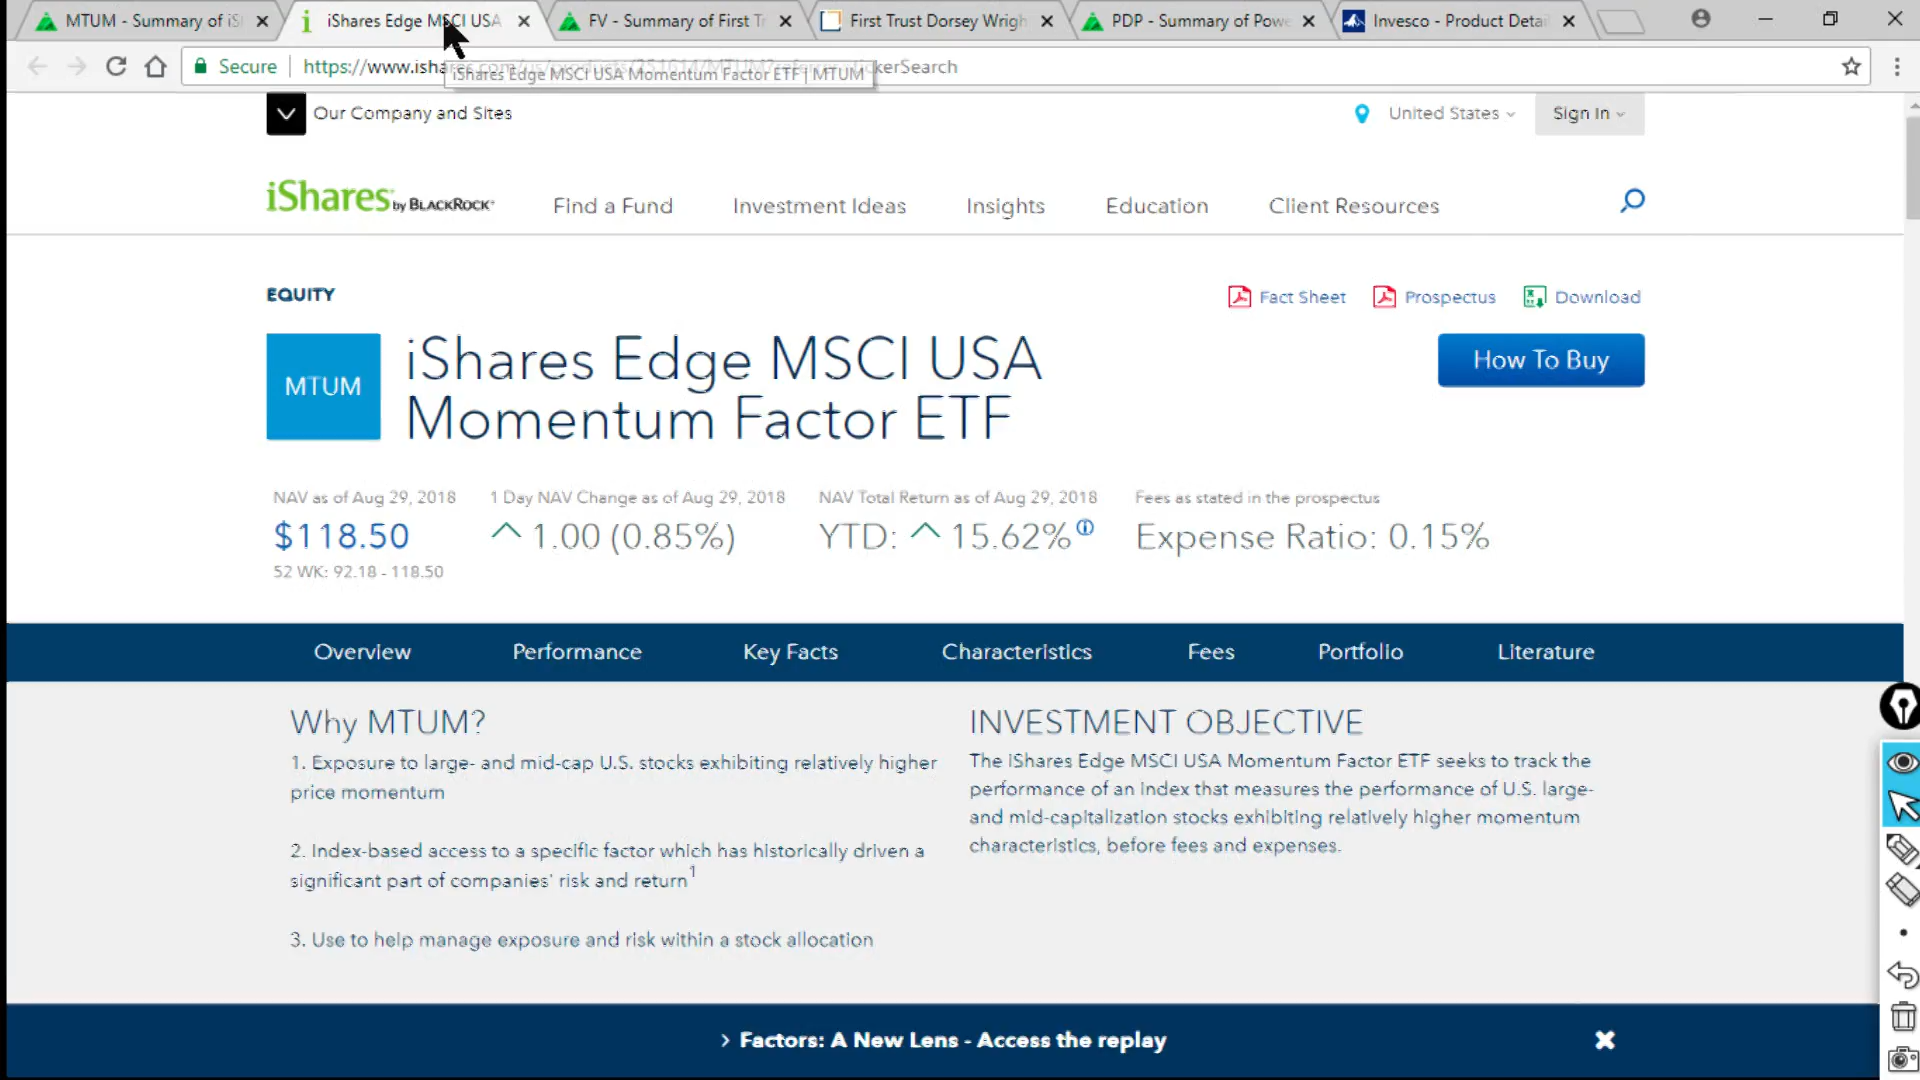 MTUM - Summary of iS
iShares Edge MSCI USA
FV - Summary of First Tr
First Trust Dorsey Wrigh
PDP - Summary of Powe
Invesco - Product Detai
Secure
https://www.ishares
ckerSearch
iShares Edge MSCI USA Momentum Factor ETF | MTUM
Our Company and Sites
United States
Sign In
iShares by BLACKROCK
Find a Fund
Investment Ideas
Insights
Education
Client Resources
EQUITY
Fact Sheet
Prospectus
Download
MTUM
iShares Edge MSCI USA
Momentum Factor ETF
How To Buy
NAV as of Aug 29, 2018
1 Day NAV Change as of Aug 29, 2018
NAV Total Return as of Aug 29, 2018
Fees as stated in the prospectus
$118.50
1.00 (0.85%)
YTD: 15.62%
Expense Ratio: 0.15%
52 WK: 92.18 - 118.50
Overview
Performance
Key Facts
Characteristics
Fees
Portfolio
Literature
Why MTUM?
1. Exposure to large- and mid-cap U.S. stocks exhibiting relatively higher
price momentum
2. Index-based access to a specific factor which has historically driven a
significant part of companies' risk and return1
3. Use to help manage exposure and risk within a stock allocation
INVESTMENT OBJECTIVE
The iShares Edge MSCI USA Momentum Factor ETF seeks to track the
performance of an index that measures the performance of U.S. large-
and mid-capitalization stocks exhibiting relatively higher momentum
characteristics, before fees and expenses.
Factors: A New Lens - Access the replay